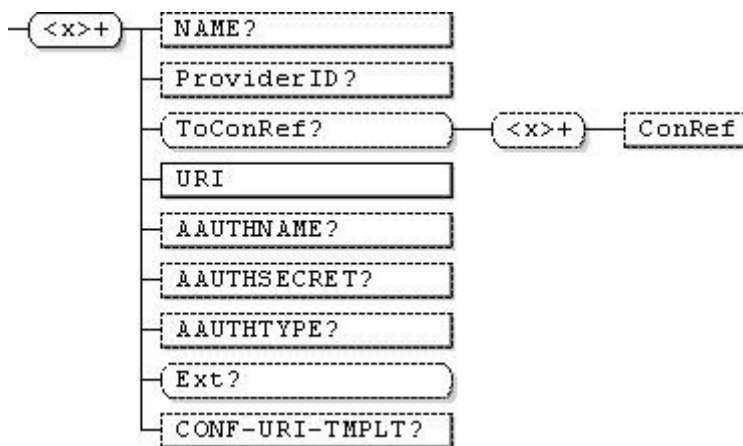 <x>+
NAME?
ProviderID?
ToConRef?
<x>+
ConRef
URI
AAUTHNAME?
AAUTHSECRET?
AAUTHTYPE?
Ext?
CONF-URI-TMPLT?